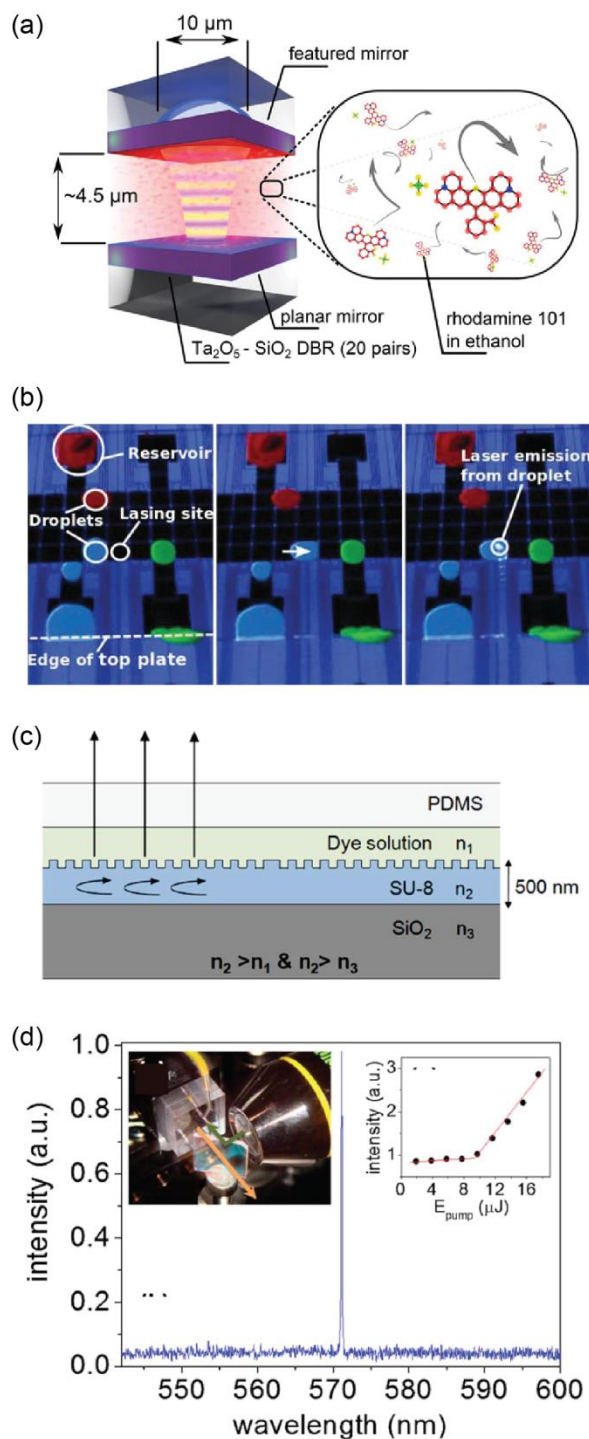 (a)
10 µm
featured mirror
~4.5 µm
planar mirror
Ta₂O₅ - SiO₂ DBR (20 pairs)
rhodamine 101
in ethanol
(b)
Reservoir
Droplets
Lasing site
Edge of top plate
Laser emission
from droplet
(c)
PDMS
Dye solution n₁
SU-8 n₂
500 nm
SiO₂ n₃
n₂ >n₁ & n₂> n₃
(d)
1.0
0.8
0.6
0.4
0.2
0.0
intensity (a.u.)
3
2
1
intensity
(a.u.)
0 4 8 12 16
E_pump (µJ)
550 560 570 580 590 600
wavelength (nm)